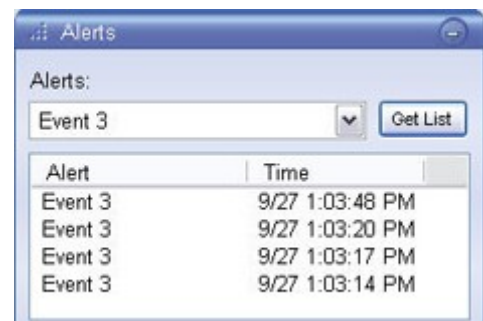 Alerts
Alerts:
Event 3 Get List
Alert Time
Event 3 9/27 1:03:48 PM
Event 3 9/27 1:03:20 PM
Event 3 9/27 1:03:17 PM
Event 3 9/27 1:03:14 PM